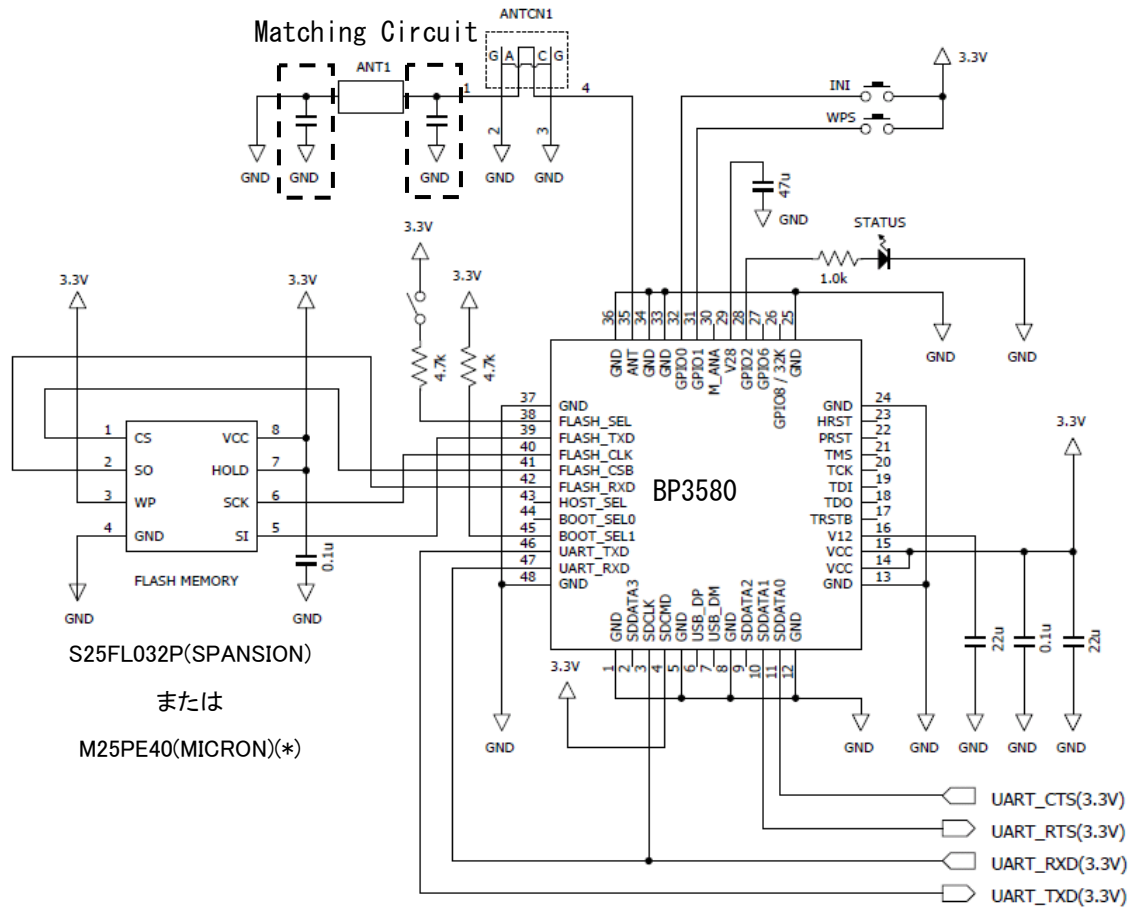 Matching Circuit
ANTCN1
G A C G
ANT1
1
4
2
3
GND
GND
GND
GND
GND
INI
WPS
3.3V
47u
GND
STATUS
1.0k
GND
GND
3.3V
3.3V
4.7k
4.7k
3.3V
3.3V
1 CS
2 SO
3 WP
4 GND
VCC 8
HOLD 7
SCK 6
SI 5
FLASH MEMORY
0.1u
GND
GND
S25FL032P(SPANSION)
または
M25PE40(MICRON)(*)
BP3580
36 GND
35 ANT
34 GND
33 GND
32 GPIO0
31 GPIO1
30 M_ANA
29 V28
28 GPIO2
27 GPIO6
26 GPIO8 / 32K
25 GND
37 GND
38 FLASH_SEL
39 FLASH_TXD
40 FLASH_CLK
41 FLASH_CSB
42 FLASH_RXD
43 HOST_SEL
44 BOOT_SEL0
45 BOOT_SEL1
46 UART_TXD
47 UART_RXD
48 GND
GND 24
HRST 23
PRST 22
TMS 21
TCK 20
TDI 19
TDO 18
TRSTB 17
V12 16
VCC 15
VCC 14
GND 13
1 GND
2 SDDATA3
3 SDCLK
4 SDCMD
5 GND
6 USB_DP
7 USB_DM
8 GND
9 SDDATA2
10 SDDATA1
11 SDDATA0
12 GND
3.3V
3.3V
22u
0.1u
22u
GND
GND
GND
GND
GND
GND
UART_CTS(3.3V)
UART_RTS(3.3V)
UART_RXD(3.3V)
UART_TXD(3.3V)